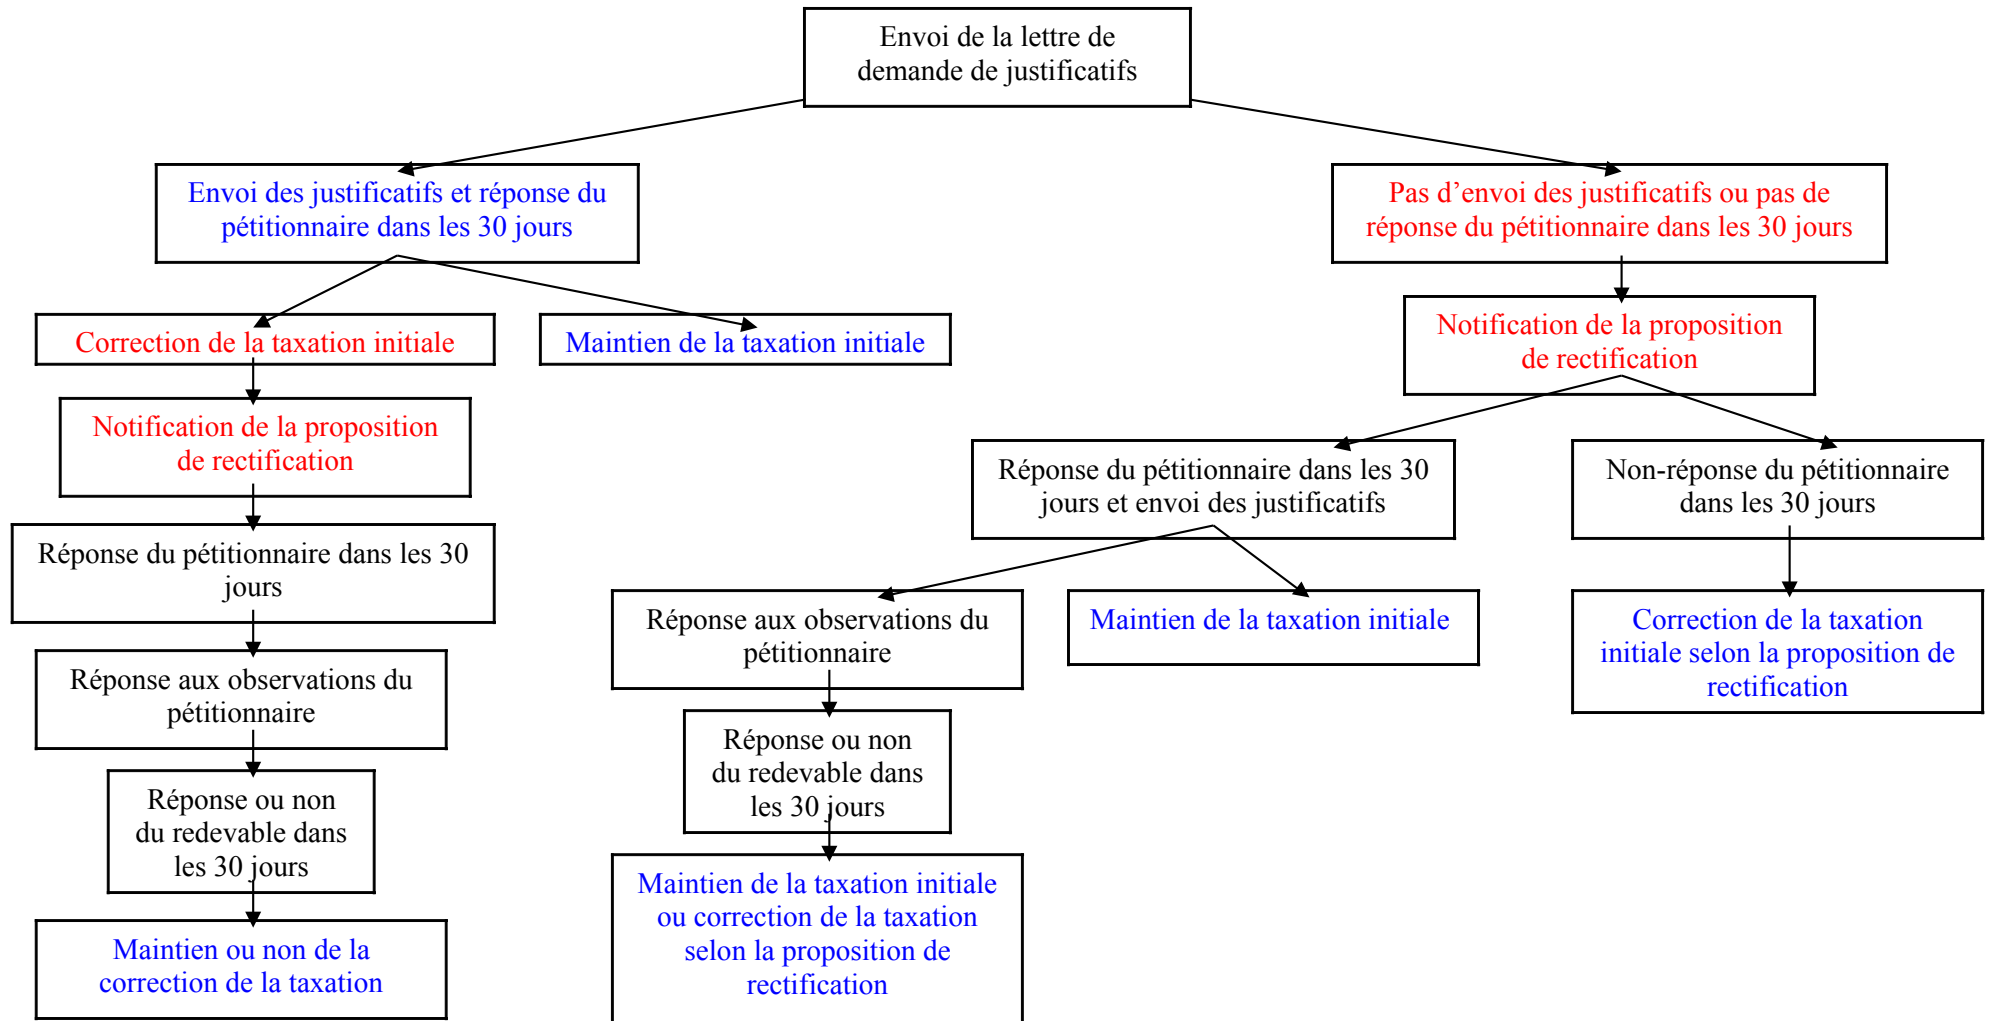 Envoi de la lettre de
demande de justificatifs
Envoi des justificatifs et réponse du
pétitionnaire dans les 30 jours
Pas d’envoi des justificatifs ou pas de
réponse du pétitionnaire dans les 30 jours
Correction de la taxation initiale
Maintien de la taxation initiale
Notification de la proposition
de rectification
Notification de la proposition
de rectification
Réponse du pétitionnaire dans les 30
jours et envoi des justificatifs
Non-réponse du pétitionnaire
dans les 30 jours
Réponse du pétitionnaire dans les 30
jours
Réponse aux observations du
pétitionnaire
Maintien de la taxation initiale
Correction de la taxation
initiale selon la proposition de
rectification
Réponse aux observations du
pétitionnaire
Réponse ou non
du redevable dans
les 30 jours
Réponse ou non
du redevable dans
les 30 jours
Maintien de la taxation initiale
ou correction de la taxation
selon la proposition de
rectification
Maintien ou non de la
correction de la taxation